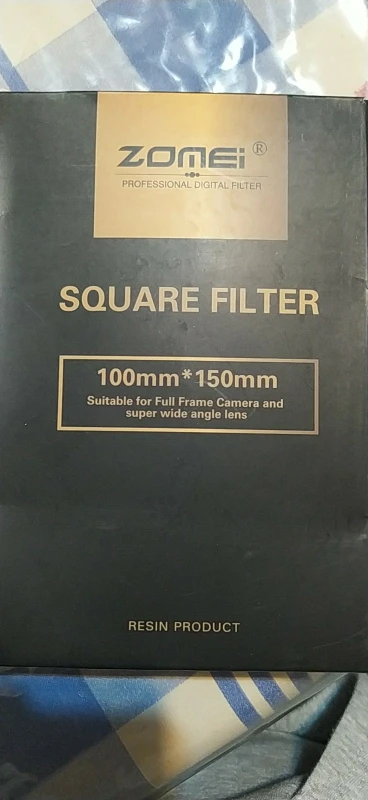 ZOMEi®
PROFESSIONAL DIGITAL FILTER
SQUARE FILTER
100mm*150mm
Suitable for Full Frame Camera and
super wide angle lens
RESIN PRODUCT